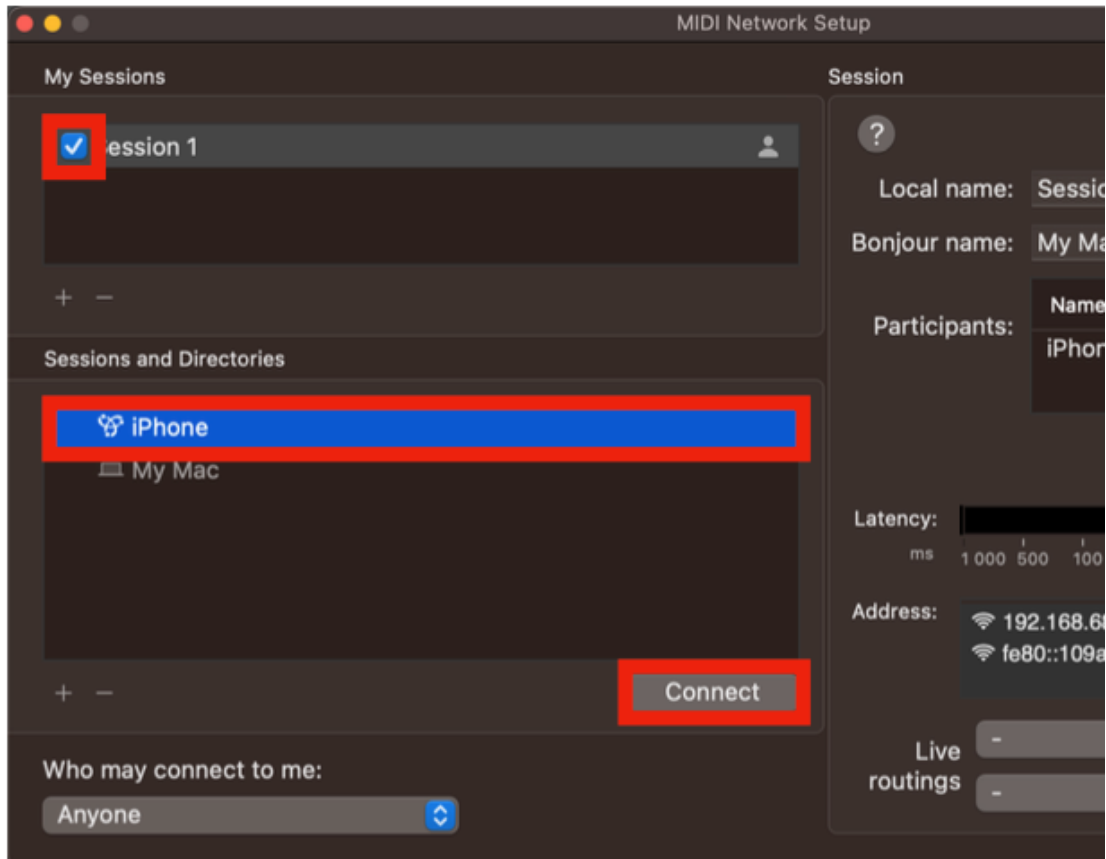 MIDI Network Setup
My Sessions
ession 1
+ −
Sessions and Directories
iPhone
My Mac
+ −
Connect
Who may connect to me:
Anyone
Session
?
Local name: Sessio
Bonjour name: My Ma
Participants:
Name
iPhon
Latency:
ms 1 000 500 100
Address:
192.168.68
fe80::109a
Live
routings
-
-